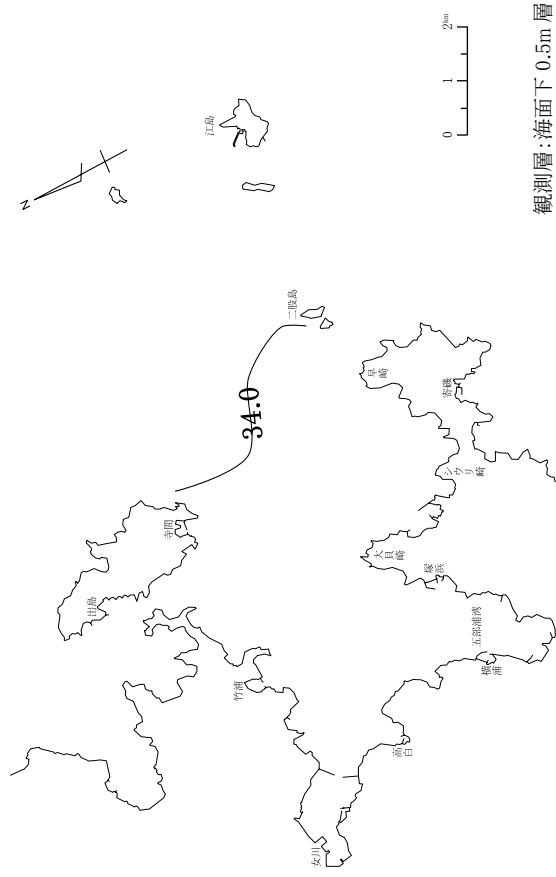 N
江島
0 1 2km
二股島
34.0
早崎
寄磯
シウリ崎
寺間
出島
大貝崎
塚浜
五部浦湾
竹浦
横浦
高白
女川
観測層:海面下 0.5m 層